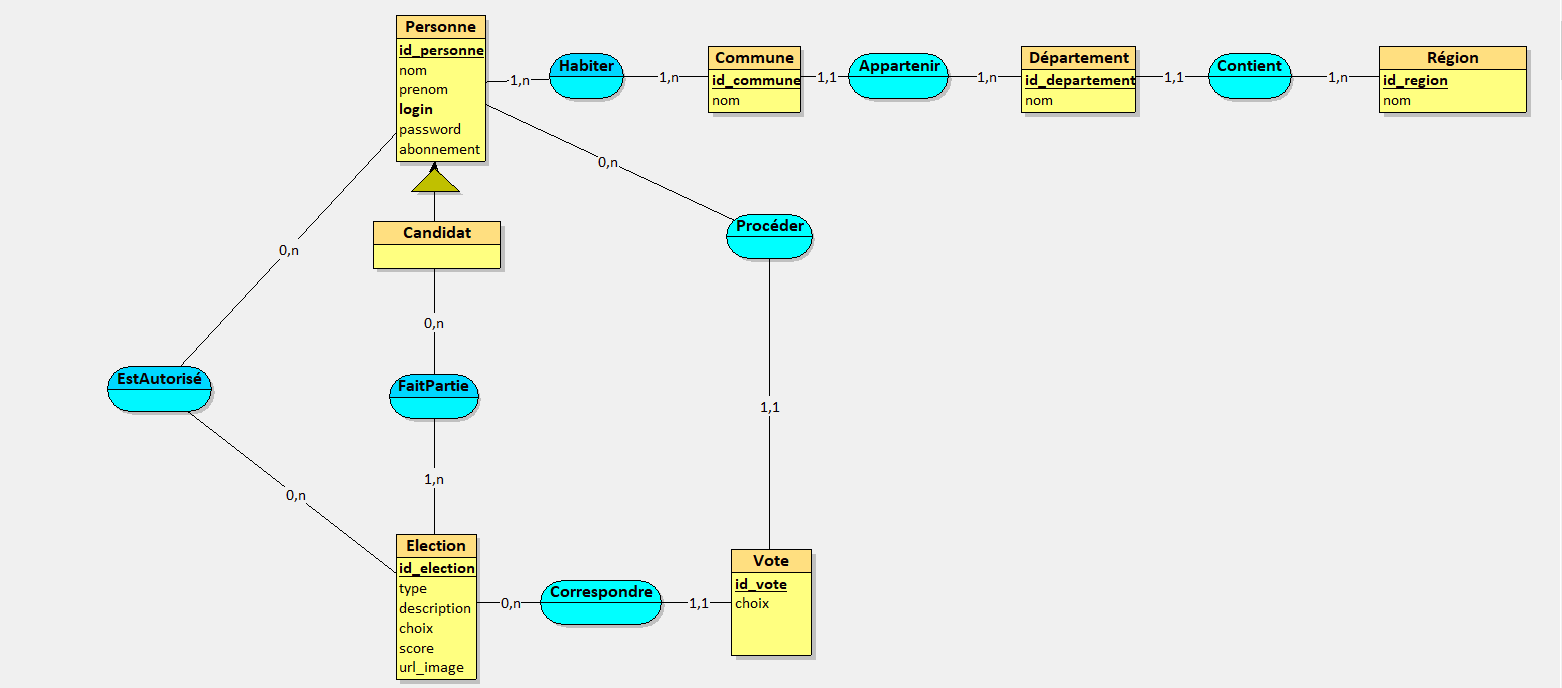 Personne
id_personne
nom
prenom
login
password
abonnement
1,n
Habiter
1,n
Commune
id_commune
nom
1,1
Appartenir
1,n
Département
id_departement
nom
1,1
Contient
1,n
Région
id_region
nom
0,n
Procéder
1,1
0,n
Candidat
0,n
EstAutorisé
FaitPartie
1,n
0,n
Election
id_election
type
description
choix
score
url_image
0,n
Correspondre
1,1
Vote
id_vote
choix